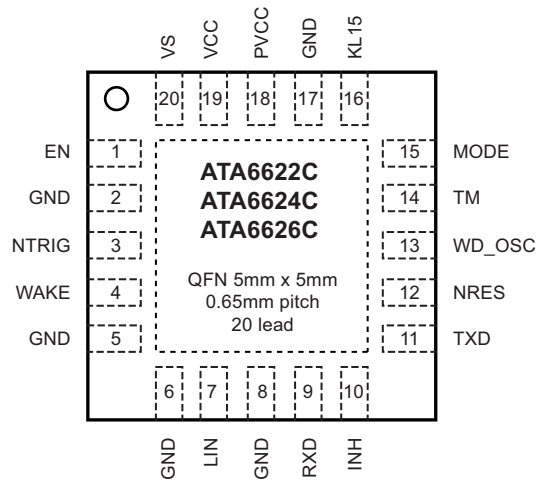 VS VCC PVCC GND KL15
20 19 18 17 16
EN 1
GND 2
NTRIG 3
WAKE 4
GND 5
ATA6622C
ATA6624C
ATA6626C
QFN 5mm x 5mm
0.65mm pitch
20 lead
15 MODE
14 TM
13 WD_OSC
12 NRES
11 TXD
6 7 8 9 10
GND LIN GND RXD INH